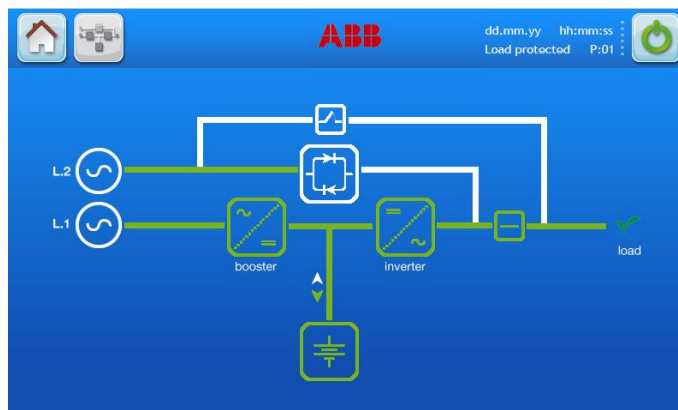 ABB
dd.mm.yy hh:mm:ss
Load protected P:01
L.2
L.1
booster
inverter
load